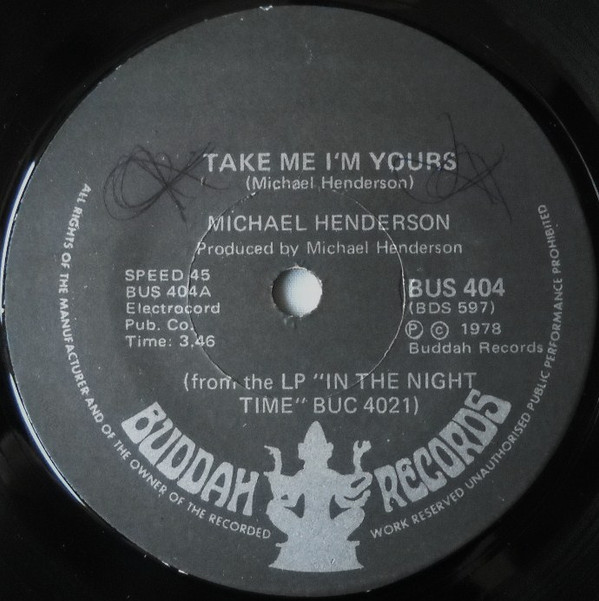 TAKE ME I'M YOURS
(Michael Henderson)
MICHAEL HENDERSON
Produced by Michael Henderson
SPEED 45
BUS 404A
Electrocord
Pub. Co.
Time: 3.46
BUS 404
(BDS 597)
Ⓟ © 1978
Buddah Records
(from the LP "IN THE NIGHT
TIME" BUC 4021)
BUDDAH RECORDS
ALL RIGHTS OF THE MANUFACTURER AND OF THE OWNER OF THE RECORDED WORK RESERVED UNAUTHORISED PUBLIC PERFORMANCE PROHIBITED